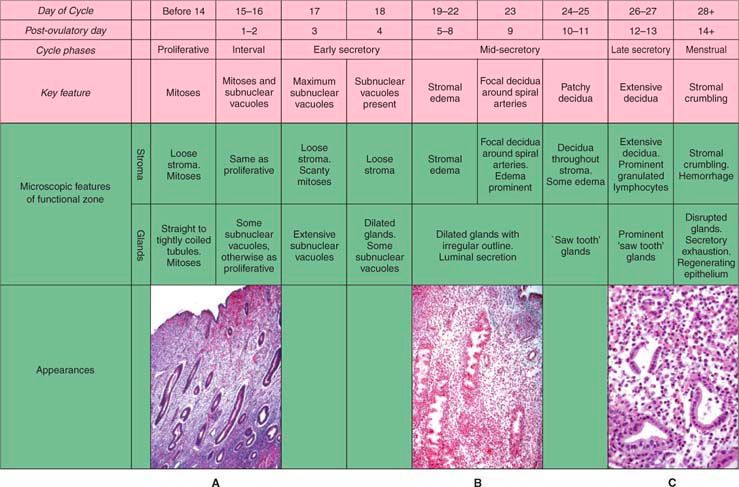 Day of Cycle Before 14 15–16 17 18 19–22 23 24–25 26–27 28+
Post-ovulatory day 1–2 3 4 5–8 9 10–11 12–13 14+
Cycle phases Proliferative Interval Early secretory Mid-secretory Late secretory Menstrual
Key feature
Mitoses
Mitoses and
subnuclear
vacuoles
Maximum
subnuclear
vacuoles
Subnuclear
vacuoles
present
Stromal
edema
Focal decidua
around spiral
arteries
Patchy
decidua
Extensive
decidua
Stromal
crumbling
Microscopic features
of functional zone
Stroma
Loose
stroma.
Mitoses
Same as
proliferative
Loose
stroma.
Scanty
mitoses
Loose
stroma
Stromal
edema
Focal decidua
around spiral
arteries.
Edema
prominent
Decidua
throughout
stroma.
Some edema
Extensive
decidua.
Prominent
granulated
lymphocytes
Stromal
crumbling.
Hemorrhage
Glands
Straight to
tightly coiled
tubules.
Mitoses
Some
subnuclear
vacuoles,
otherwise as
proliferative
Extensive
subnuclear
vacuoles
Dilated
glands.
Some
subnuclear
vacuoles
Dilated glands with
irregular outline.
Luminal secretion
`Saw tooth'
glands
Prominent
'saw tooth'
glands
Disrupted
glands.
Secretory
exhaustion.
Regenerating
epithelium
Appearances
A B C